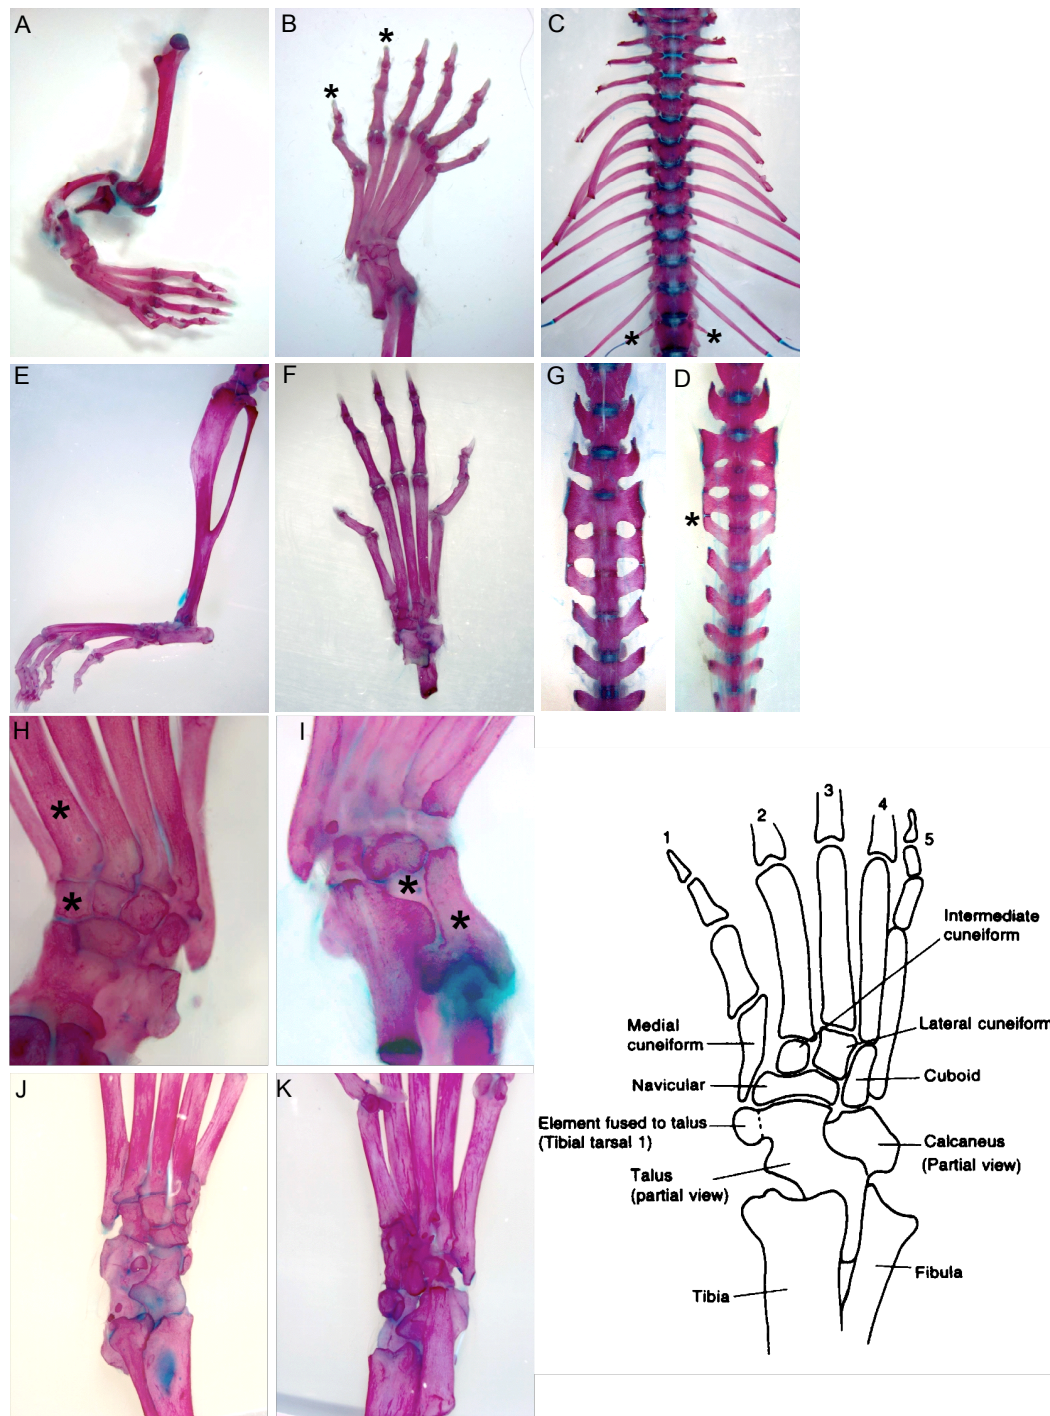 A
B
C
*
*
*
*
E
F
G
D
*
H
I
*
*
*
*
3
2
4
1
5
Intermediate
cuneiform
Medial
cuneiform
Lateral cuneiform
Navicular
Cuboid
Element fused to talus
(Tibial tarsal 1)
Calcaneus
(Partial view)
Talus
(partial view)
Fibula
Tibia
J
K